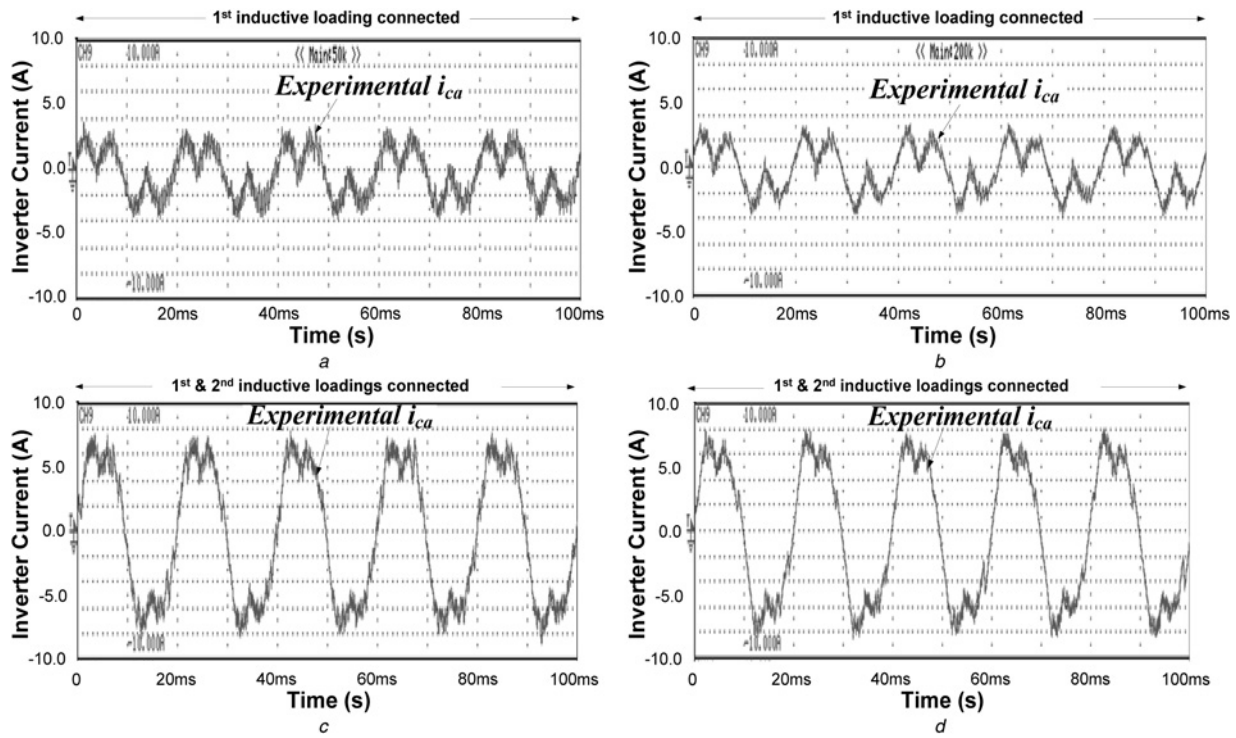 1st inductive loading connected
a
10.0
5.0
0.0
-5.0
-10.0
Inverter Current (A)
CH9 10.000A
<< Main:50k >>
Experimental ica
-10.000A
0 20ms 40ms 60ms 80ms 100ms
Time (s)
a
1st inductive loading connected
b
10.0
5.0
0.0
-5.0
-10.0
Inverter Current (A)
CH9 10.000A
<< Main:200k >>
Experimental ica
-10.000A
0 20ms 40ms 60ms 80ms 100ms
Time (s)
b
1st & 2nd inductive loadings connected
c
10.0
5.0
0.0
-5.0
-10.0
Inverter Current (A)
CH9 10.000A
Experimental ica
-10.000A
0 20ms 40ms 60ms 80ms 100ms
Time (s)
c
1st & 2nd inductive loadings connected
d
10.0
5.0
0.0
-5.0
-10.0
Inverter Current (A)
CH9 10.000A
Experimental ica
-10.000A
0 20ms 40ms 60ms 80ms 100ms
Time (s)
d